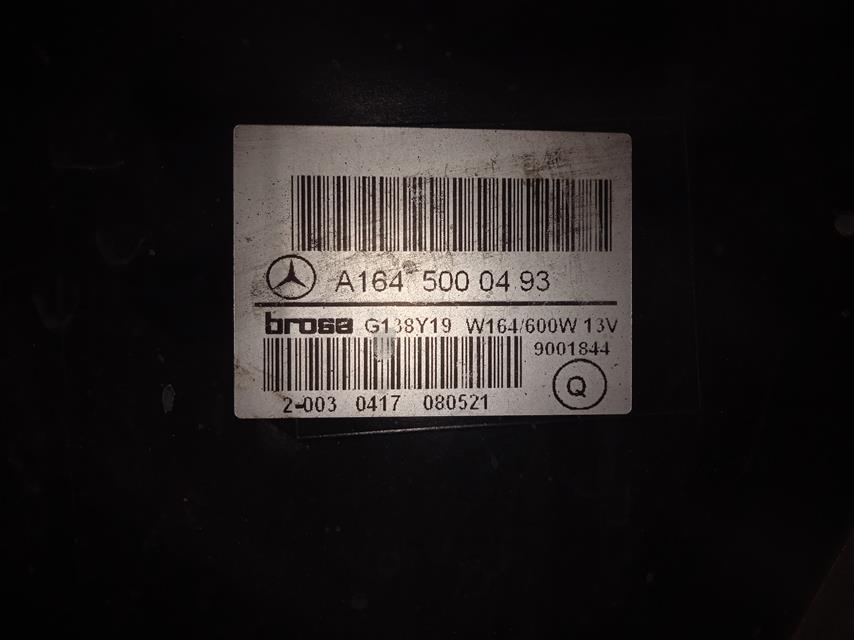 A164 500 04 93
brose G138Y19 W164/600W 13V
9001844
Q
2-003 0417 080521